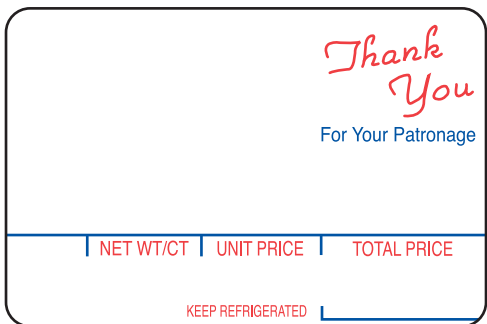 Thank
You
For Your Patronage
NET WT/CT UNIT PRICE TOTAL PRICE
KEEP REFRIGERATED